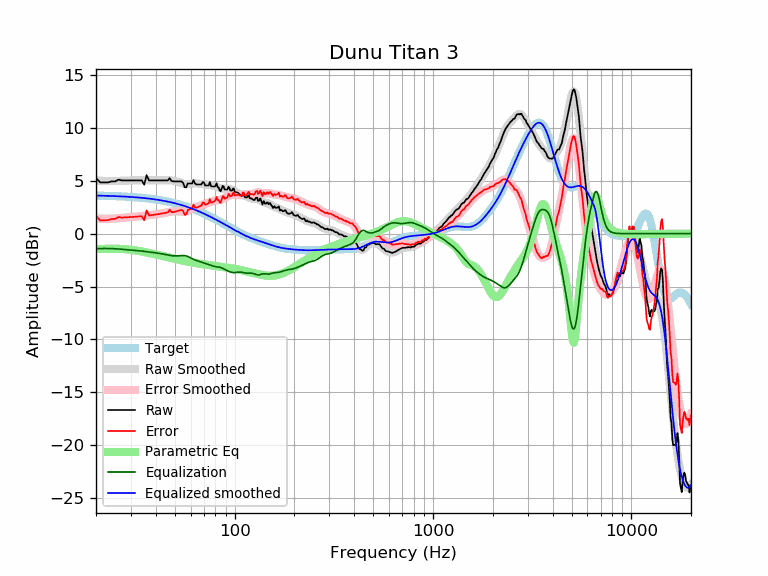 Dunu Titan 3
15
10
5
0
−5
−10
−15
−20
−25
Amplitude (dBr)
Target
Raw Smoothed
Error Smoothed
Raw
Error
Parametric Eq
Equalization
Equalized smoothed
100
1000
10000
Frequency (Hz)